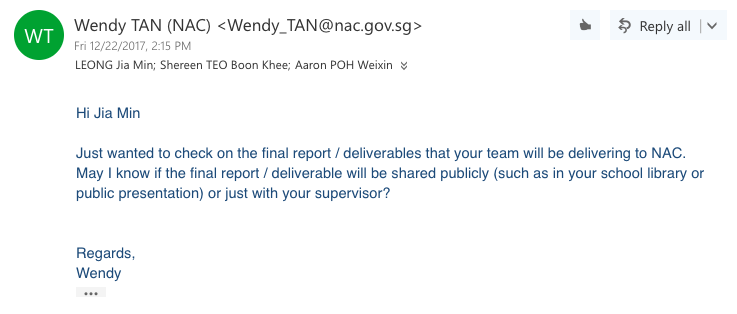 WT
Wendy TAN (NAC) <Wendy_TAN@nac.gov.sg>
Reply all
Fri 12/22/2017, 2:15 PM
LEONG Jia Min; Shereen TEO Boon Khee; Aaron POH Weixin
Hi Jia Min
Just wanted to check on the final report / deliverables that your team will be delivering to NAC.
May I know if the final report / deliverable will be shared publicly (such as in your school library or
public presentation) or just with your supervisor?
Regards,
Wendy